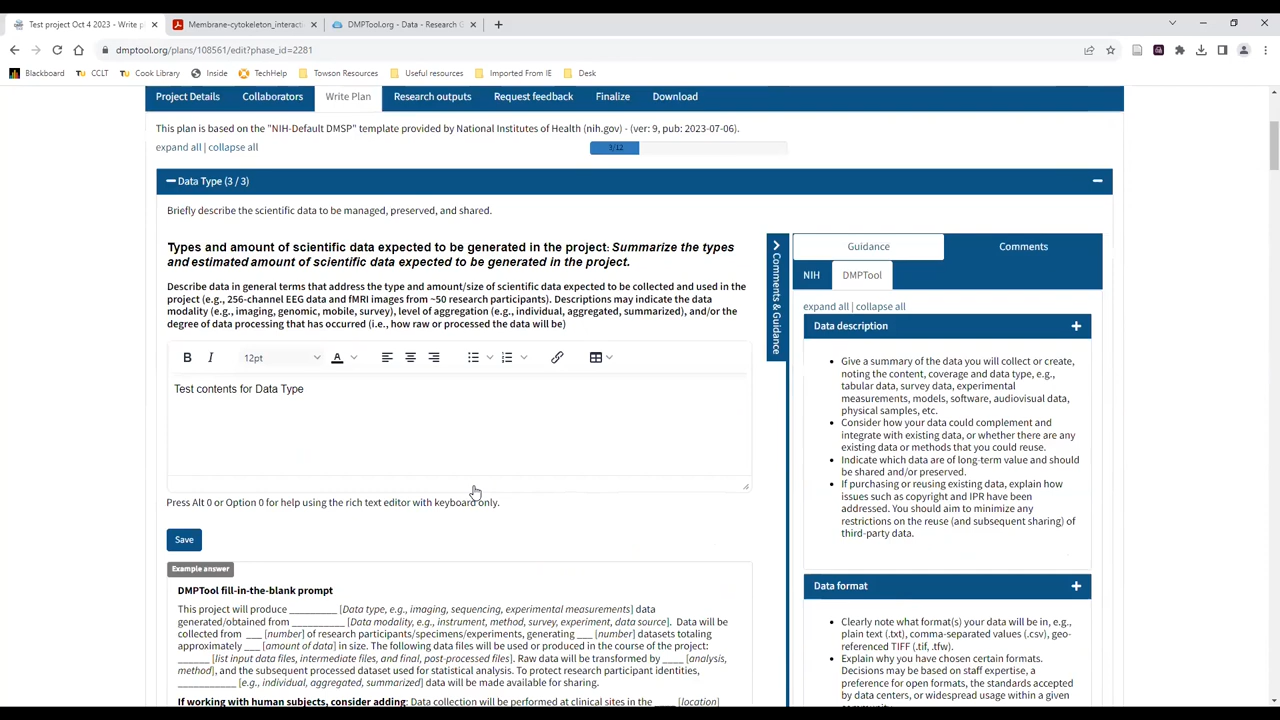 Test project Oct 4 2023 - Write p
Membrane-cytokeleton_interacti
DMPTool.org - Data - Research G
dmptool.org/plans/108561/edit?phase_id=2281
Blackboard
CCLT
Cook Library
Inside
TechHelp
Towson Resources
Useful resources
Imported From IE
Desk
Project Details
Collaborators
Write Plan
Research outputs
Request feedback
Finalize
Download
This plan is based on the "NIH-Default DMSP" template provided by National Institutes of Health (nih.gov) - (ver: 9, pub: 2023-07-06).
expand all | collapse all
3/12
Data Type (3 / 3)
Briefly describe the scientific data to be managed, preserved, and shared.
Types and amount of scientific data expected to be generated in the project: Summarize the types
and estimated amount of scientific data expected to be generated in the project.
Describe data in general terms that address the type and amount/size of scientific data expected to be collected and used in the
project (e.g., 256-channel EEG data and fMRI images from ~50 research participants). Descriptions may indicate the data
modality (e.g., imaging, genomic, mobile, survey), level of aggregation (e.g., individual, aggregated, summarized), and/or the
degree of data processing that has occurred (i.e., how raw or processed the data will be)
B I 12pt A
Test contents for Data Type
Press Alt 0 or Option 0 for help using the rich text editor with keyboard only.
Save
Example answer
DMPTool fill-in-the-blank prompt
This project will produce _________ [Data type, e.g., imaging, sequencing, experimental measurements] data
generated/obtained from __________ [Data modality, e.g., instrument, method, survey, experiment, data source]. Data will be
collected from ___ [number] of research participants/specimens/experiments, generating ___ [number] datasets totaling
approximately ___ [amount of data] in size. The following data files will be used or produced in the course of the project:
______ [list input data files, intermediate files, and final, post-processed files]. Raw data will be transformed by ____ [analysis,
method], and the subsequent processed dataset used for statistical analysis. To protect research participant identities,
___________ [e.g., individual, aggregated, summarized] data will be made available for sharing.
If working with human subjects, consider adding: Data collection will be performed at clinical sites in the ____ [location]
Comments & Guidance
Guidance
Comments
NIH
DMPTool
expand all | collapse all
Data description
Give a summary of the data you will collect or create,
noting the content, coverage and data type, e.g.,
tabular data, survey data, experimental
measurements, models, software, audiovisual data,
physical samples, etc.
Consider how your data could complement and
integrate with existing data, or whether there are any
existing data or methods that you could reuse.
Indicate which data are of long-term value and should
be shared and/or preserved.
If purchasing or reusing existing data, explain how
issues such as copyright and IPR have been
addressed. You should aim to minimize any
restrictions on the reuse (and subsequent sharing) of
third-party data.
Data format
Clearly note what format(s) your data will be in, e.g.,
plain text (.txt), comma-separated values (.csv), geo-
referenced TIFF (.tif, .tfw).
Explain why you have chosen certain formats.
Decisions may be based on staff expertise, a
preference for open formats, the standards accepted
by data centers, or widespread usage within a given